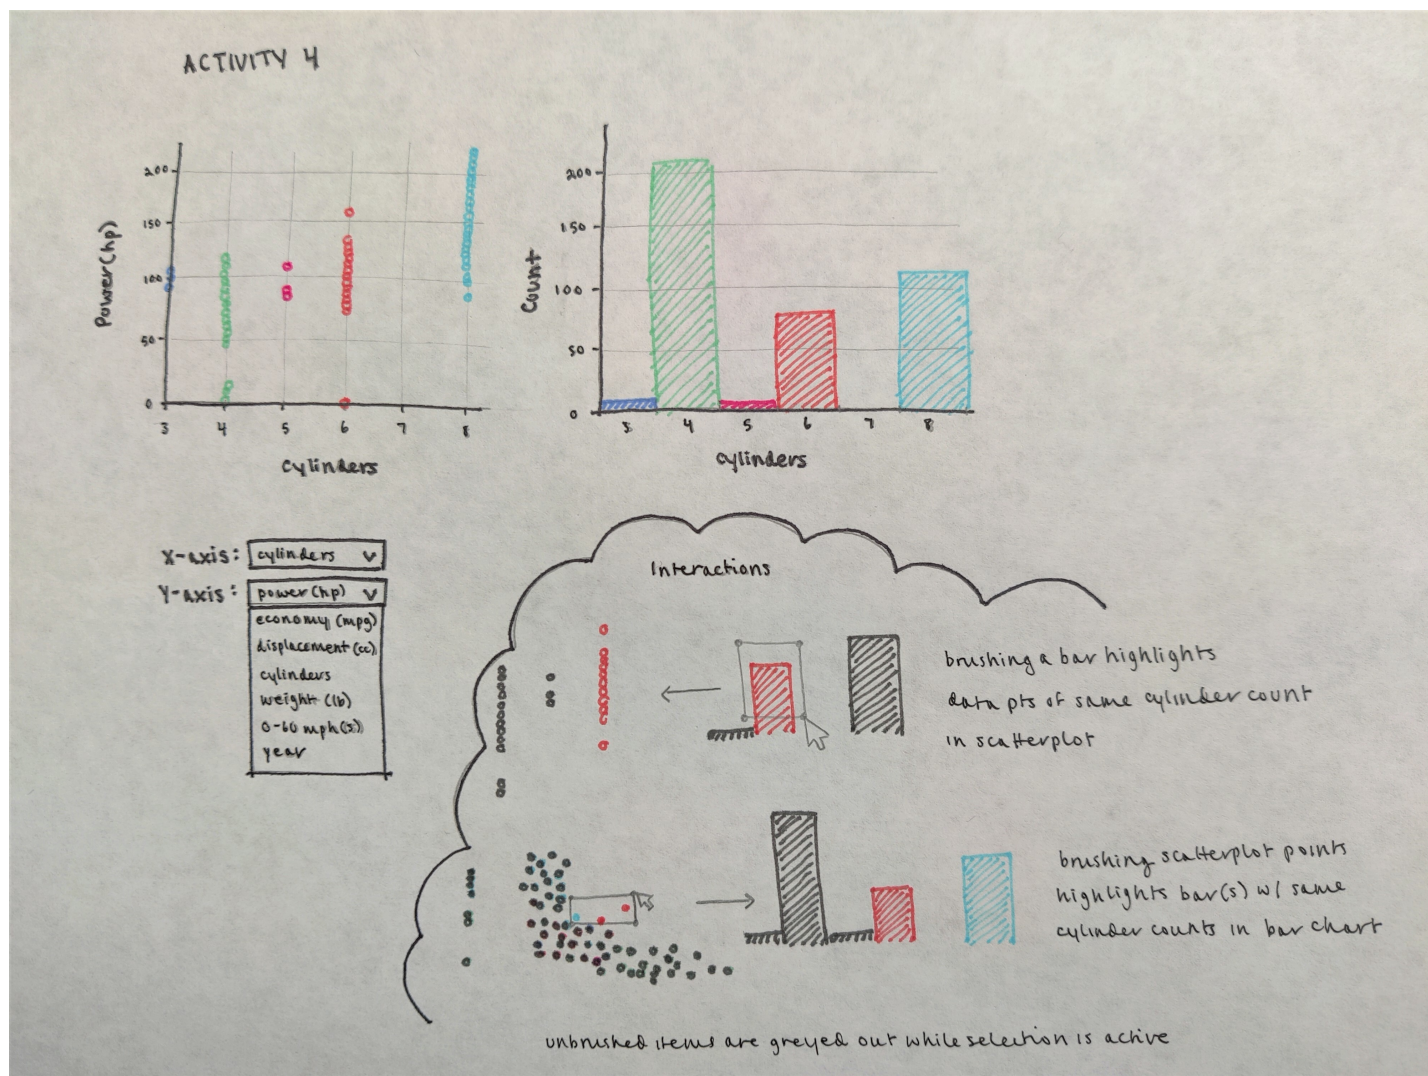 ACTIVITY 4
Power(hp)
200
150
100
50
0
3 4 5 6 7 8
cylinders
Count
200
150
100
50
0
3 4 5 6 7 8
cylinders
X-axis: cylinders
Y-axis: power(hp)
economy (mpg)
displacement (cc)
cylinders
weight (lb)
0-60 mph (s)
year
Interactions
brushing a bar highlights
data pts of same cylinder count
in scatterplot
brushing scatterplot points
highlights bar(s) w/ same
cylinder counts in bar chart
unbrushed items are greyed out while selection is active